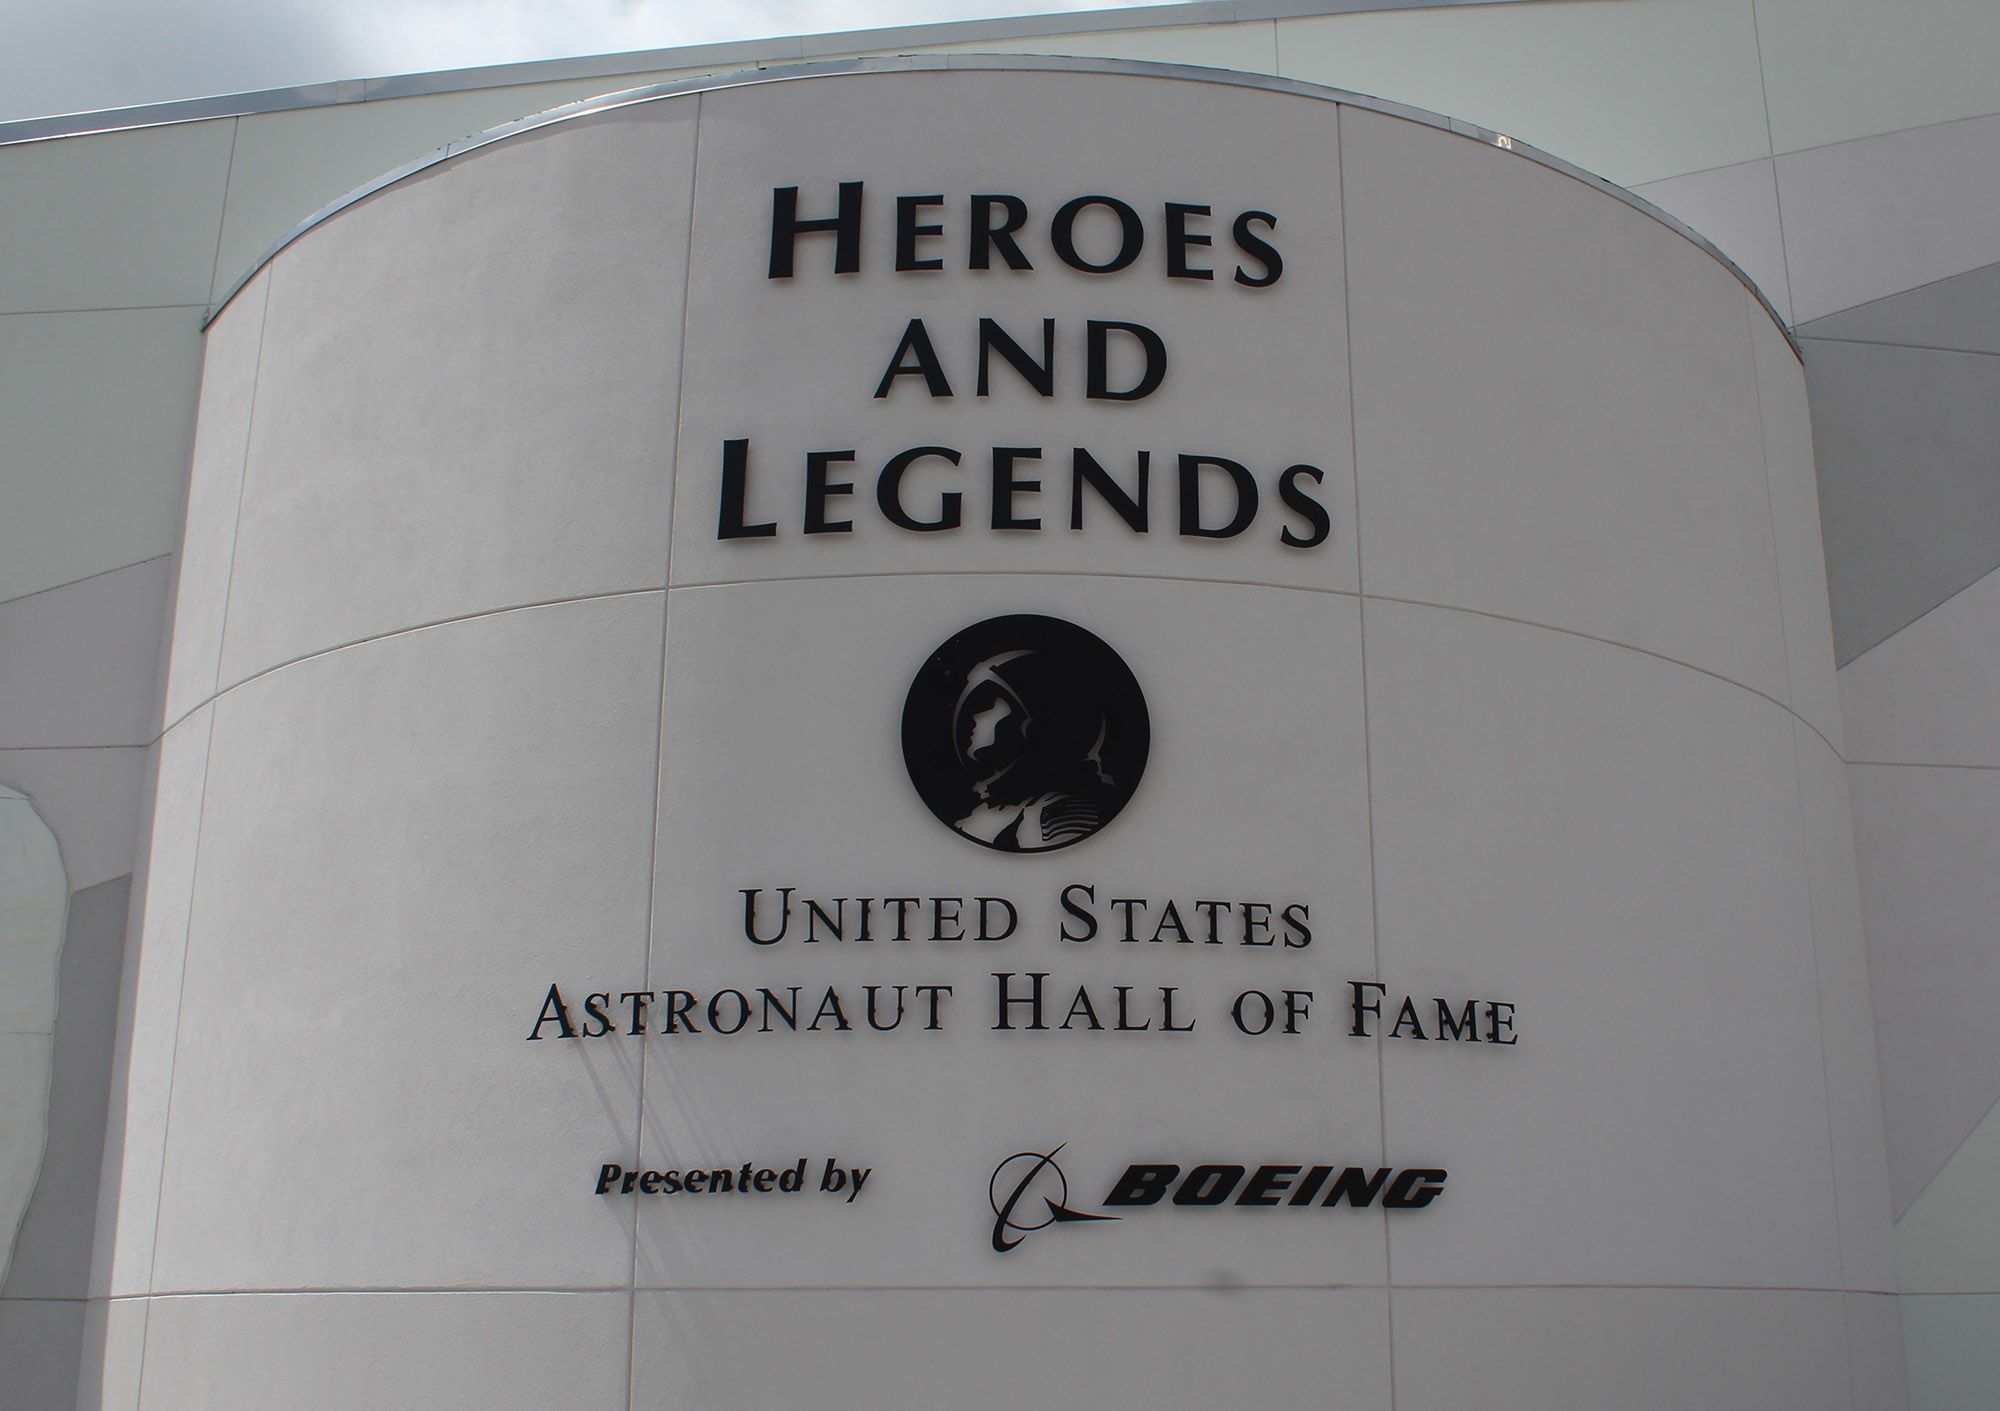 HEROES
AND
LEGENDS
UNITED STATES
ASTRONAUT HALL OF FAME
Presented by BOEING